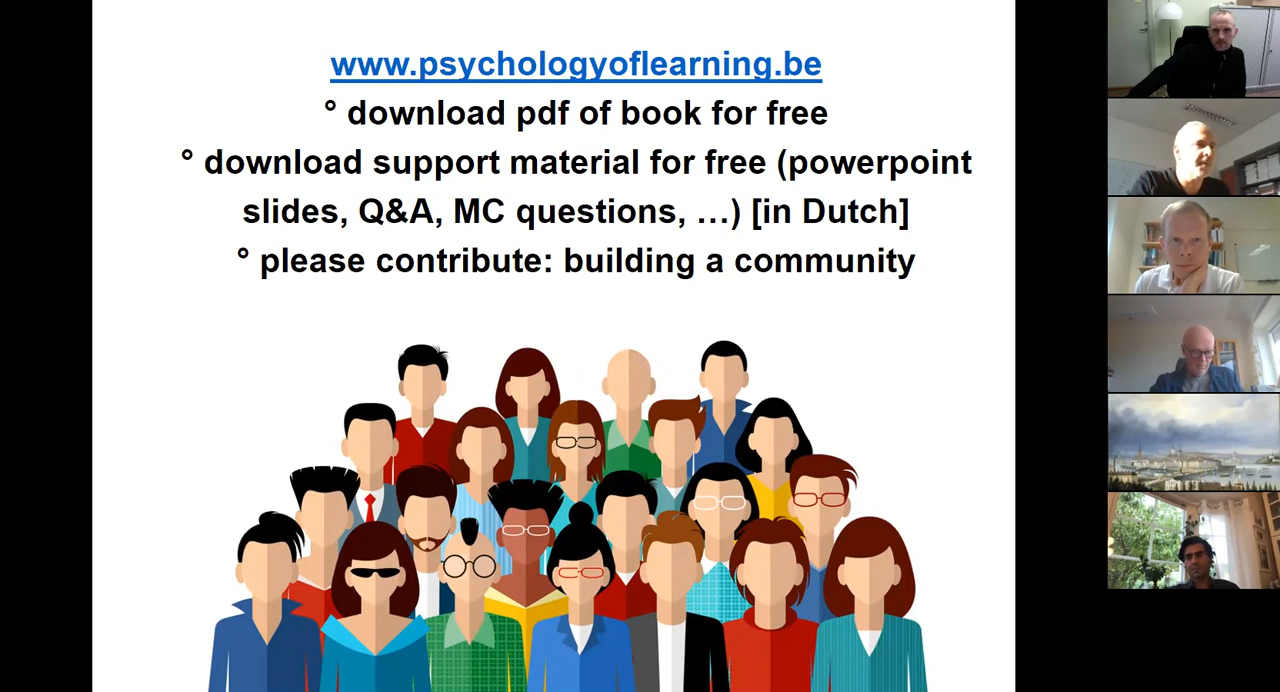 www.psychologyoflearning.be
° download pdf of book for free
° download support material for free (powerpoint
slides, Q&A, MC questions, …) [in Dutch]
° please contribute: building a community